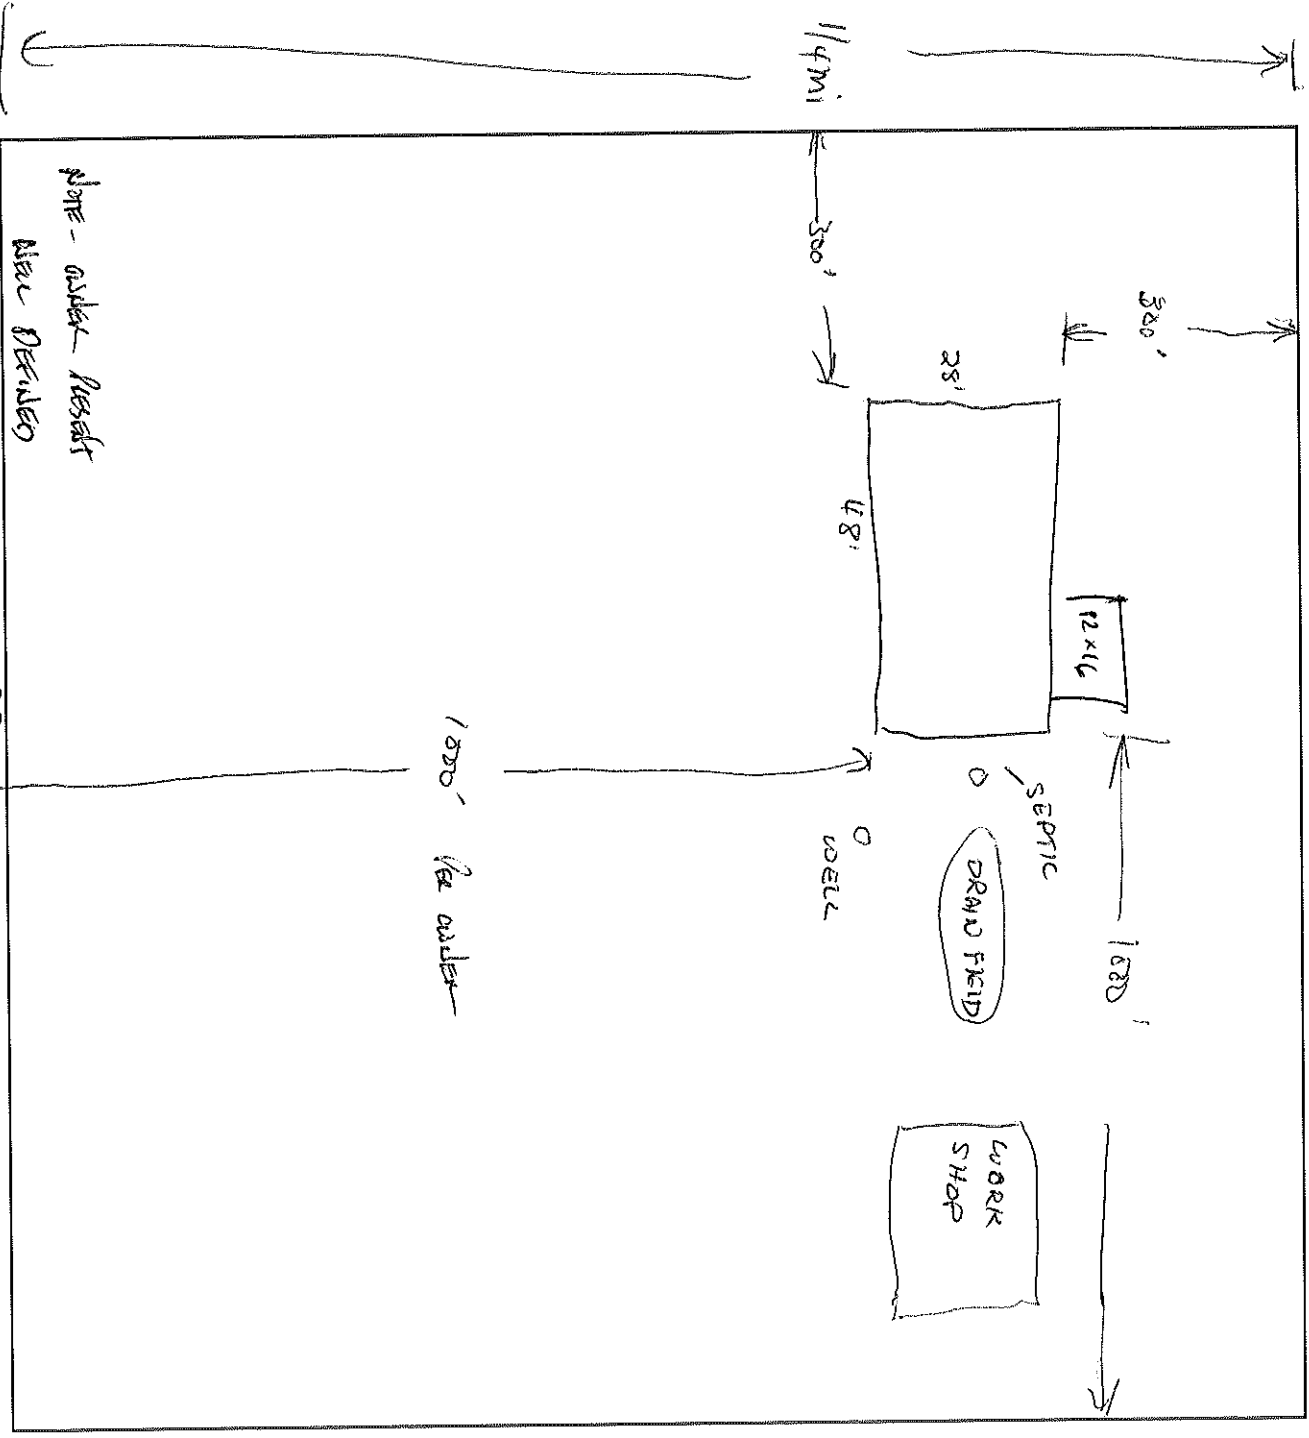 300'
1000'
12x16
SEPTIC
28'
DRAIN FIELD
WORK
SHOP
48'
WELL
300'
1/4 mi
1000' PER OWNER
NOTE - OWNER PRESENT
WELL DEFINED